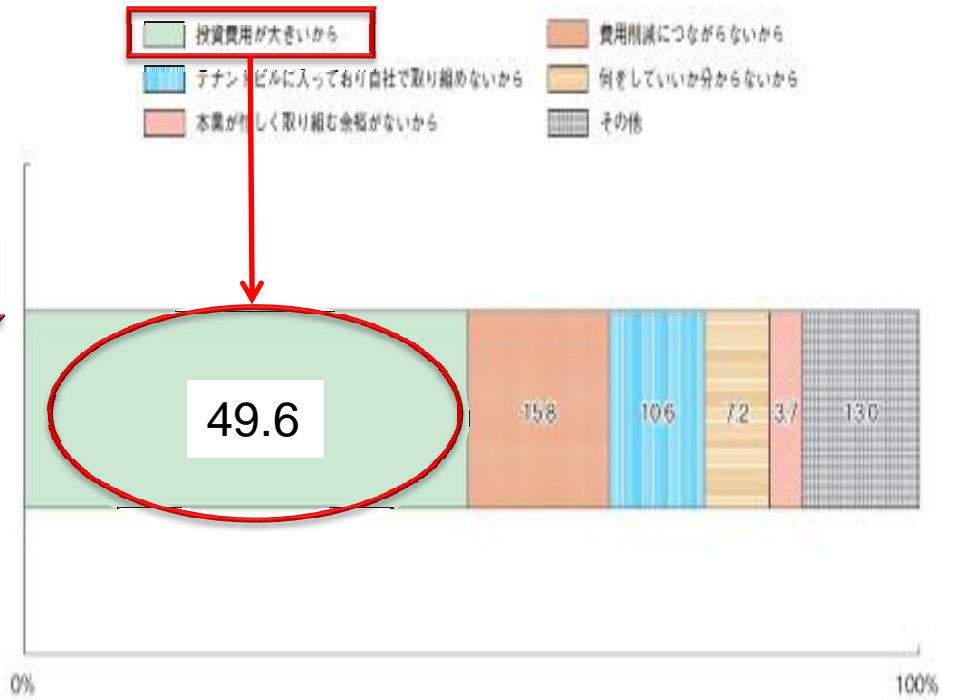 投資費用が大きいから
費用削減につながらないから
テナントビルに入っており自社で取り組めないから
何をしていいか分からないから
本業が忙しく取り組む余裕がないから
その他
49.6
15.8
10.6
7.2
3.7
13.0
0%
100%